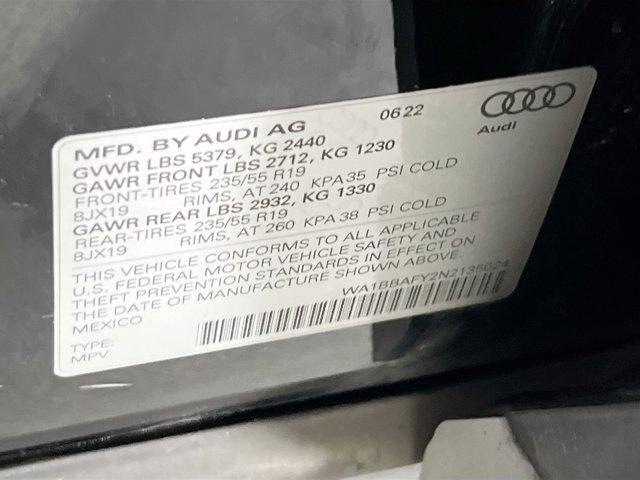 MFD. BY AUDI AG 0622
Audi
GVWR LBS 5379, KG 2440
GAWR FRONT LBS 2712, KG 1230
FRONT-TIRES 235/55 R19
8JX19 RIMS, AT 240 KPA 35 PSI COLD
GAWR REAR LBS 2932, KG 1330
REAR-TIRES 235/55 R19
8JX19 RIMS, AT 260 KPA 38 PSI COLD
THIS VEHICLE CONFORMS TO ALL APPLICABLE
U.S. FEDERAL MOTOR VEHICLE SAFETY AND
THEFT PREVENTION STANDARDS IN EFFECT ON
THE DATE OF MANUFACTURE SHOWN ABOVE.
MEXICO WA1BBAFY2N2135024
TYPE:
MPV